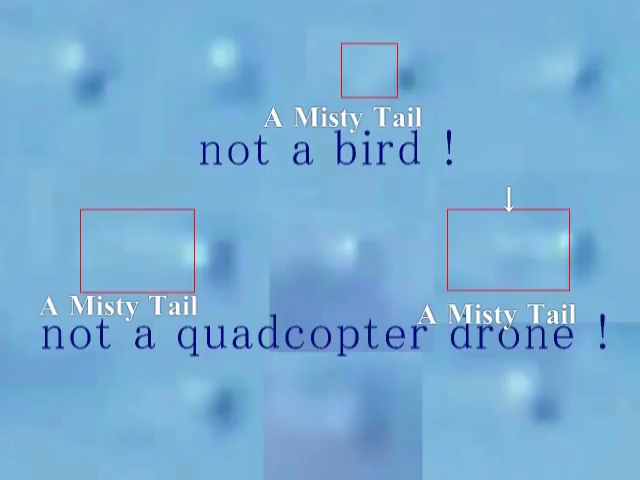 A Misty Tail
not a bird !
↓
A Misty Tail
A Misty Tail
not a quadcopter drone !